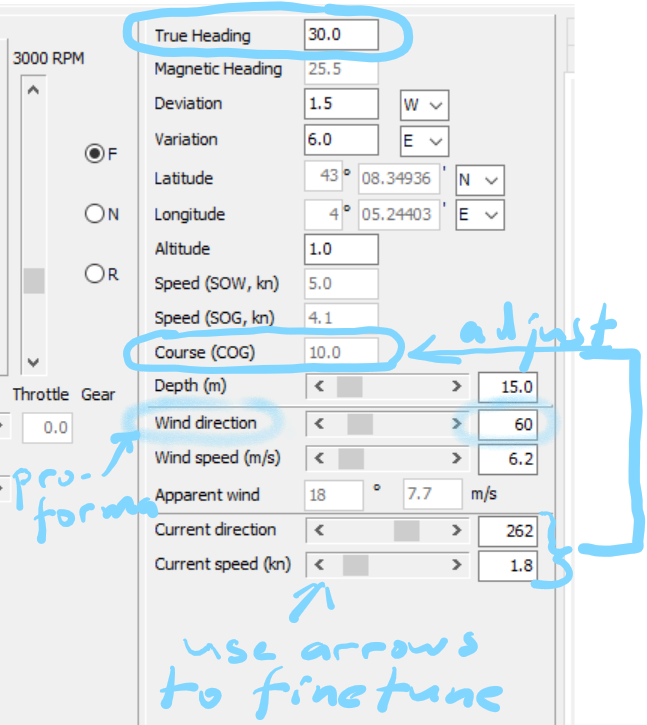 True Heading 30.0
3000 RPM
Magnetic Heading 25.5
Deviation 1.5 W
Variation 6.0 E
F
Latitude 43 ° 08.34936 ' N
N
Longitude 4 ° 05.24403 ' E
Altitude 1.0
R
Speed (SOW, kn) 5.0
Speed (SOG, kn) 4.1
adjust
Course (COG) 10.0
Depth (m) < > 15.0
Throttle Gear
Wind direction < > 60
0.0
Wind speed (m/s) < > 6.2
pro-
forma
Apparent wind 18 ° 7.7 m/s
Current direction < > 262
Current speed (kn) < > 1.8
use arrows
to finetune